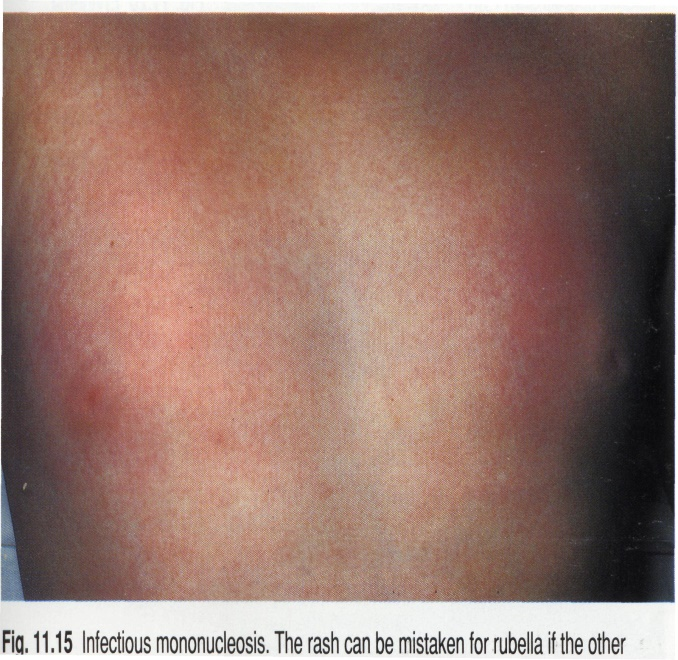 Fig. 11.15 Infectious mononucleosis. The rash can be mistaken for rubella if the other